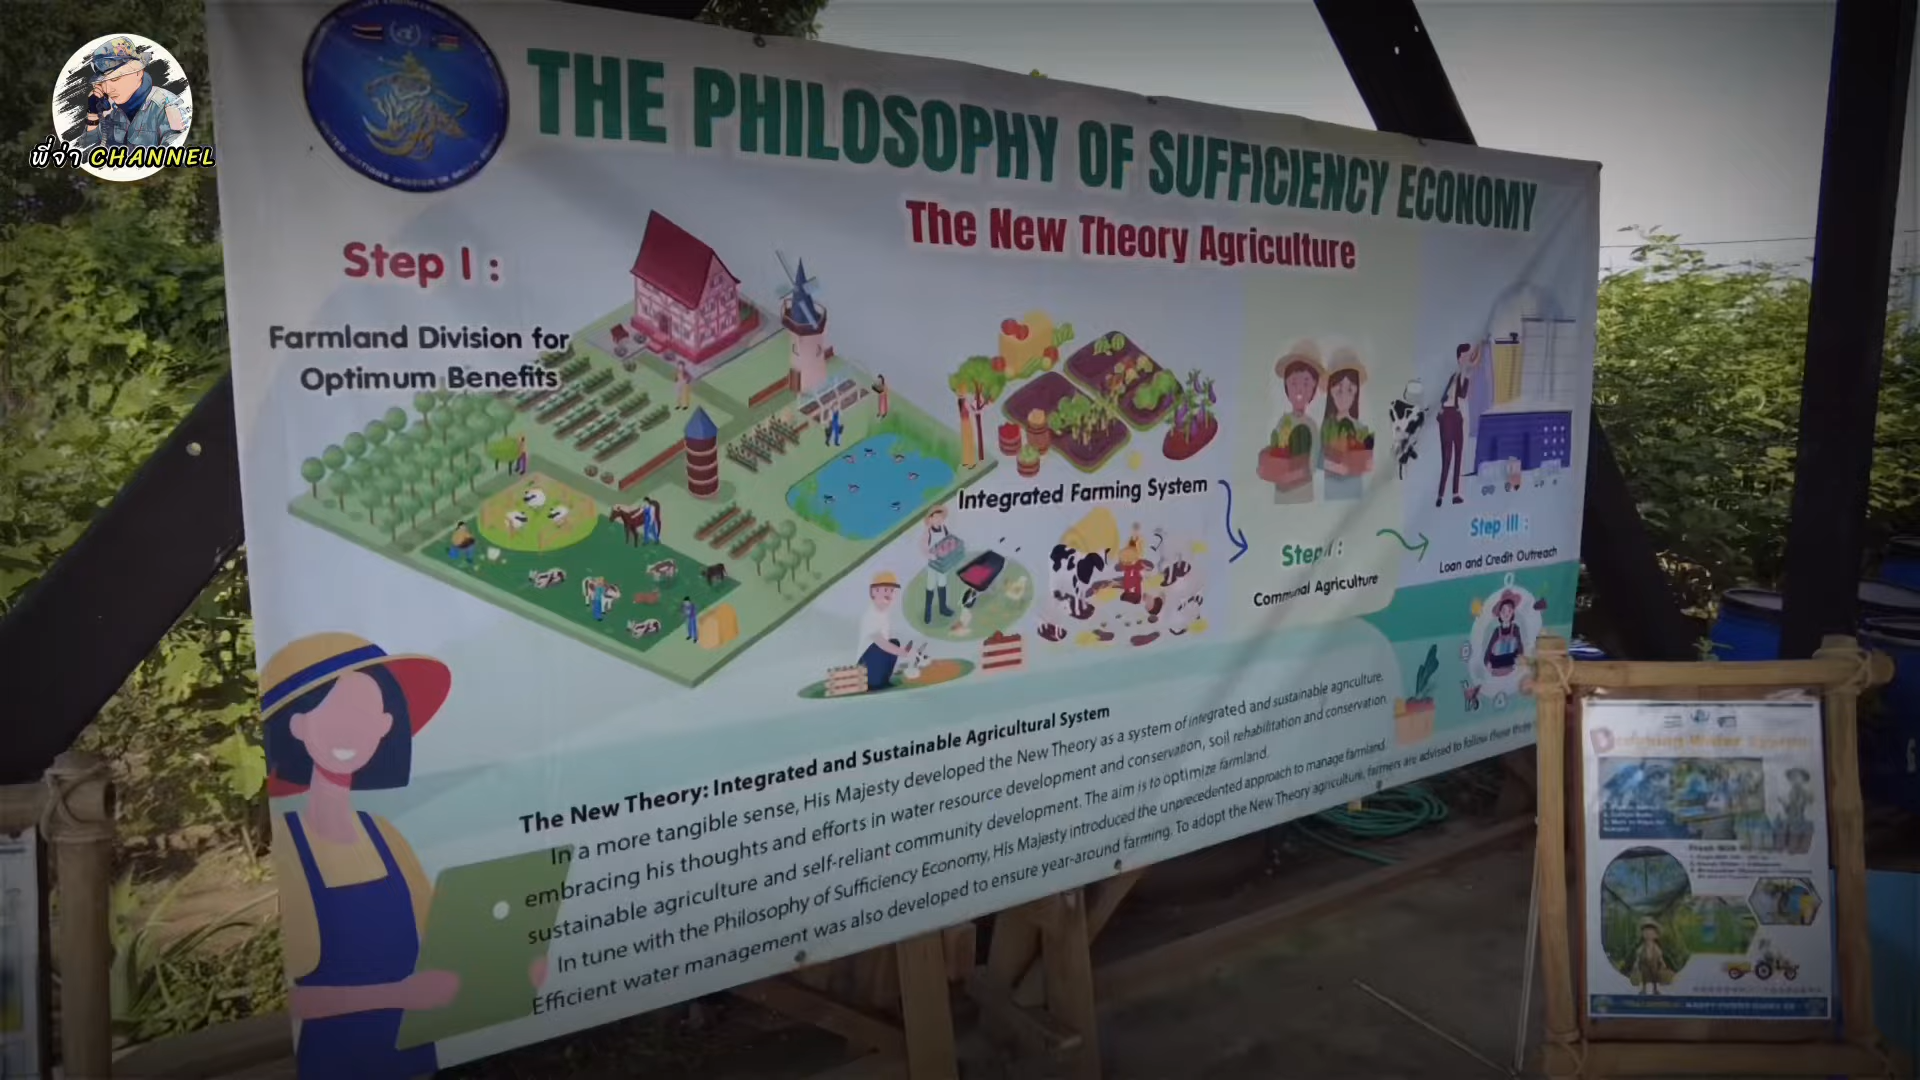 พี่จ่า CHANNEL
THE PHILOSOPHY OF SUFFICIENCY ECONOMY
The New Theory Agriculture
Step I :
Farmland Division for
Optimum Benefits
Integrated Farming System
Step :
Communal Agriculture
Step III :
Loan and Credit Outreach
The New Theory: Integrated and Sustainable Agricultural System
In a more tangible sense, His Majesty developed the New Theory as a system of integrated and sustainable agriculture,
embracing his thoughts and efforts in water resource development and conservation, soil rehabilitation and conservation,
sustainable agriculture and self-reliant community development. The aim is to optimize farmland.
In tune with the Philosophy of Sufficiency Economy, His Majesty introduced the unprecedented approach to manage farmland.
Efficient water management was also developed to ensure year-around farming. To adopt the New Theory agriculture, farmers are advised to follow these three